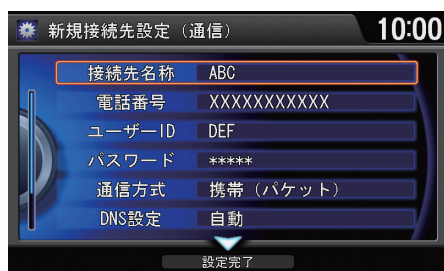 新規接続先設定（通信） 10:00
接続先名称 ABC
電話番号 XXXXXXXXXXX
ユーザーID DEF
パスワード *****
通信方式 携帯（パケット）
DNS設定 自動
設定完了